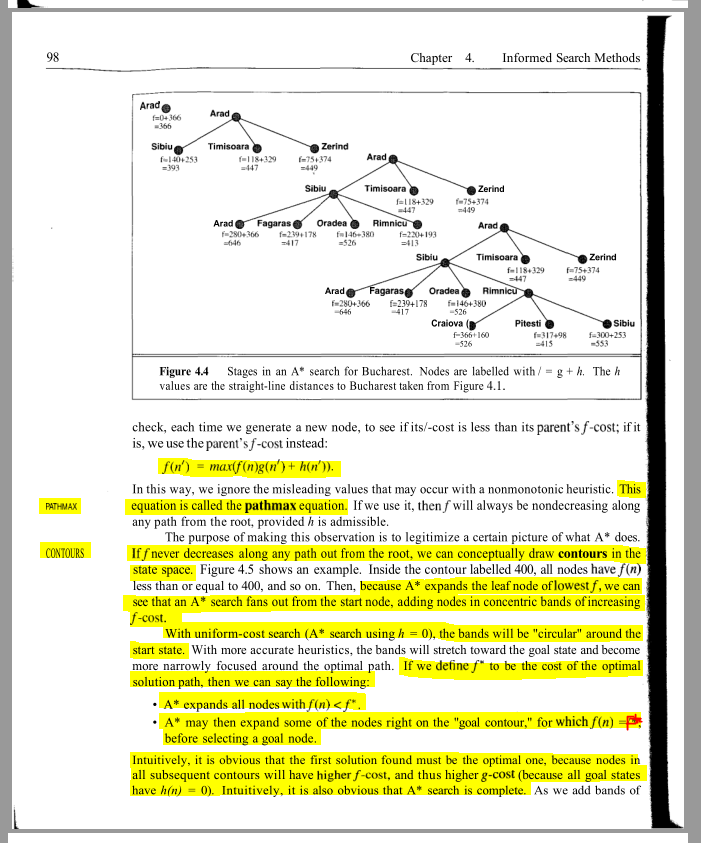 98 Chapter 4. Informed Search Methods
Arad
f=0+366
=366
Arad
Sibiu Timisoara Zerind
f=140+253 f=118+329 f=75+374
=393 =447 =449
Arad
Sibiu Timisoara Zerind
f=118+329 f=75+374
=447 =449
Arad Fagaras Oradea Rimnicu
f=280+366 f=239+178 f=146+380 f=220+193
=646 =417 =526 =413
Arad
Sibiu Timisoara Zerind
f=118+329 f=75+374
=447 =449
Arad Fagaras Oradea Rimnicu
f=280+366 f=239+178 f=146+380
=646 =417 =526
Craiova Pitesti Sibiu
f=366+160 f=317+98 f=300+253
=526 =415 =553
Figure 4.4 Stages in an A* search for Bucharest. Nodes are labelled with / = g + h. The h
values are the straight-line distances to Bucharest taken from Figure 4.1.
check, each time we generate a new node, to see if its/-cost is less than its parent's f-cost; if it
is, we use the parent's f-cost instead:
f(n') = max(f(n)g(n') + h(n')).
In this way, we ignore the misleading values that may occur with a nonmonotonic heuristic. This
PATHMAX
equation is called the pathmax equation. If we use it, then f will always be nondecreasing along
any path from the root, provided h is admissible.
The purpose of making this observation is to legitimize a certain picture of what A* does.
CONTOURS
If f never decreases along any path out from the root, we can conceptually draw contours in the
state space. Figure 4.5 shows an example. Inside the contour labelled 400, all nodes have f(n)
less than or equal to 400, and so on. Then, because A* expands the leaf node of lowest f, we can
see that an A* search fans out from the start node, adding nodes in concentric bands of increasing
f-cost.
With uniform-cost search (A* search using h = 0), the bands will be "circular" around the
start state. With more accurate heuristics, the bands will stretch toward the goal state and become
more narrowly focused around the optimal path. If we define f* to be the cost of the optimal
solution path, then we can say the following:
• A* expands all nodes with f(n) < f*.
• A* may then expand some of the nodes right on the "goal contour," for which f(n) =
before selecting a goal node.
Intuitively, it is obvious that the first solution found must be the optimal one, because nodes in
all subsequent contours will have higher f-cost, and thus higher g-cost (because all goal states
have h(n) = 0). Intuitively, it is also obvious that A* search is complete. As we add bands of